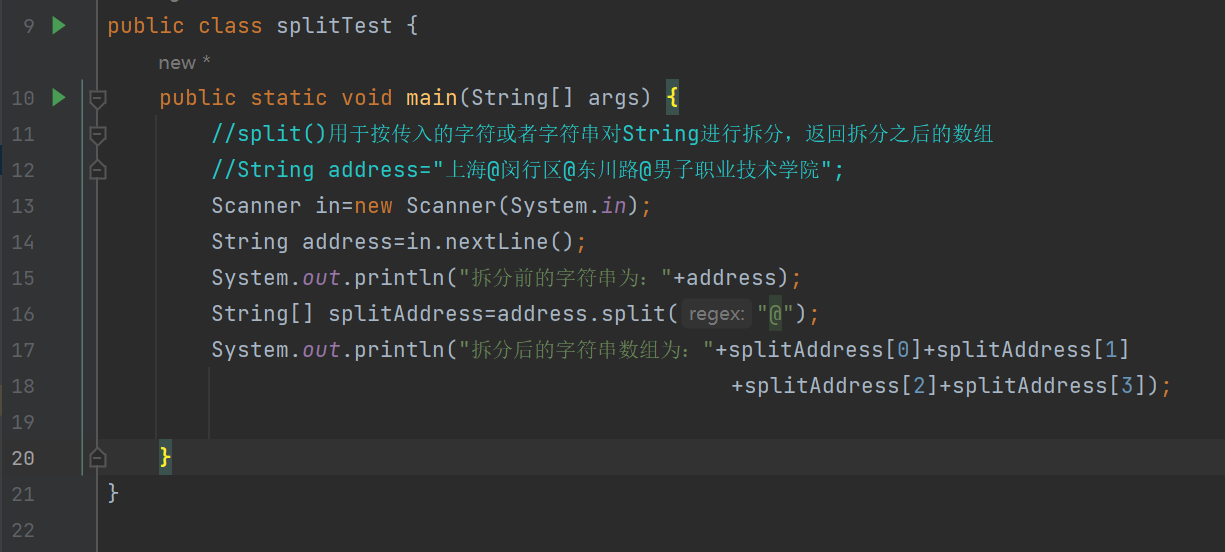 9 public class splitTest {
new *
10 public static void main(String[] args) {
11 //split()用于按传入的字符或者字符串对String进行拆分，返回拆分之后的数组
12 //String address="上海@闵行区@东川路@男子职业技术学院";
13 Scanner in=new Scanner(System.in);
14 String address=in.nextLine();
15 System.out.println("拆分前的字符串为："+address);
16 String[] splitAddress=address.split( regex: "@");
17 System.out.println("拆分后的字符串数组为："+splitAddress[0]+splitAddress[1]
18 +splitAddress[2]+splitAddress[3]);
19
20 }
21 }
22